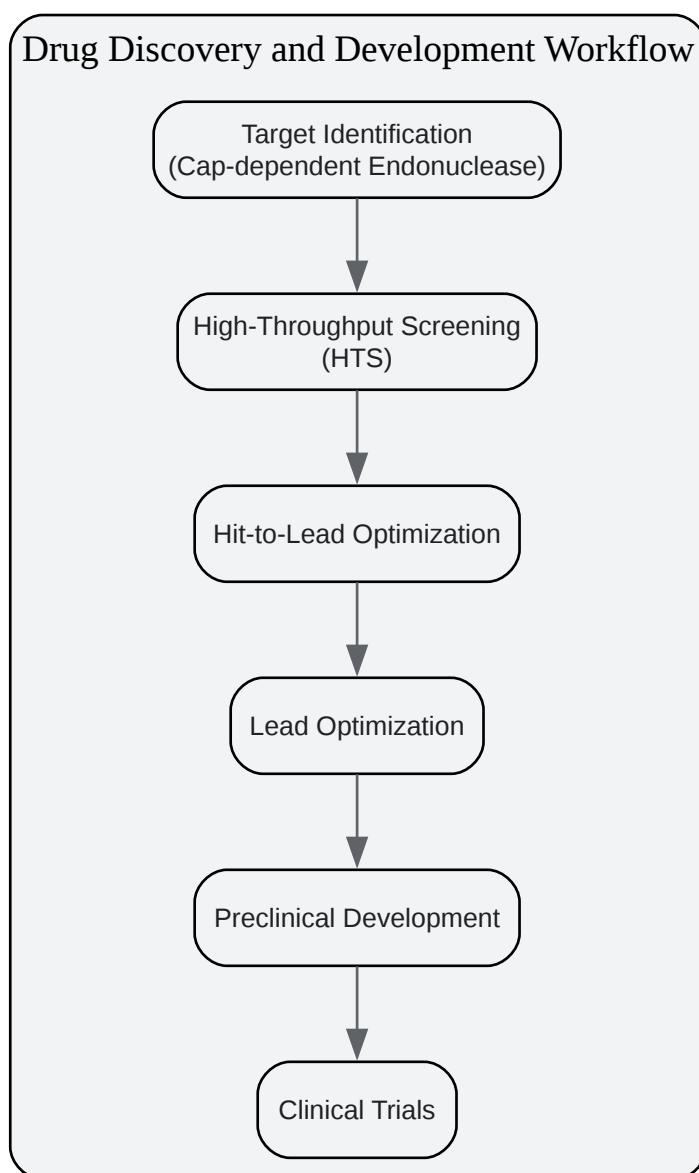 Drug Discovery and Development Workflow
Target Identification
(Cap-dependent Endonuclease)
High-Throughput Screening
(HTS)
Hit-to-Lead Optimization
Lead Optimization
Preclinical Development
Clinical Trials